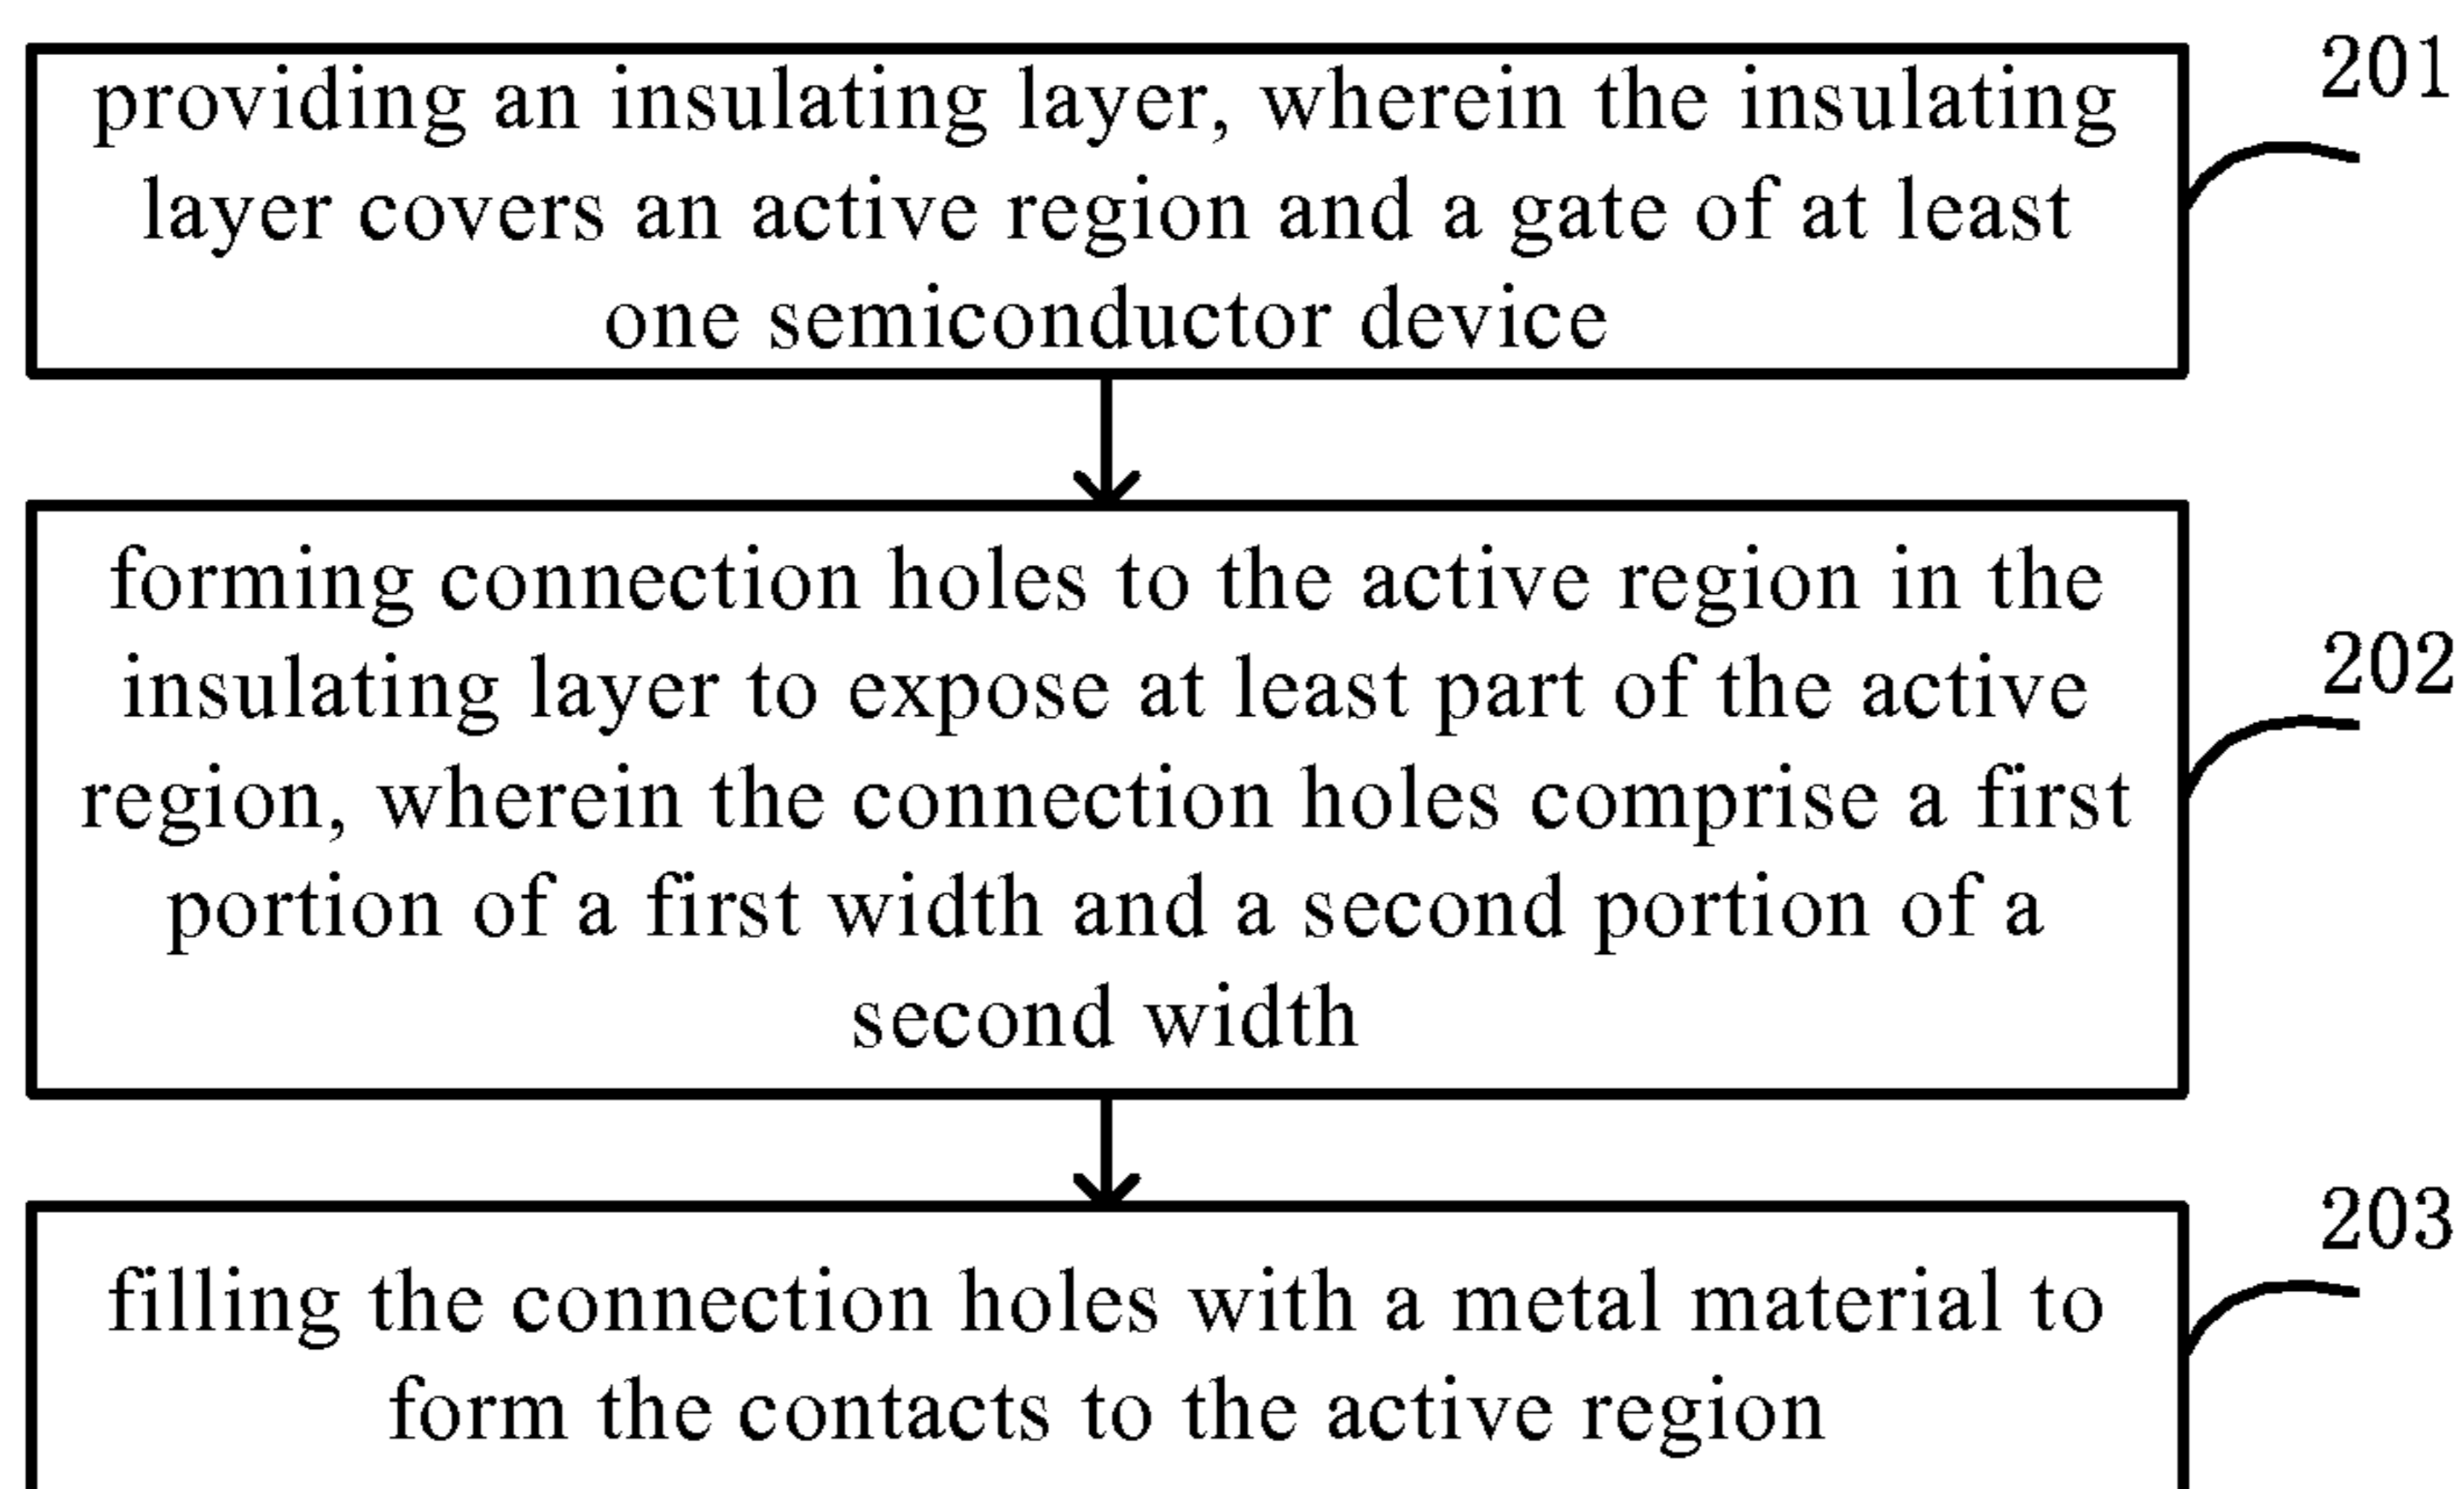 201
providing an insulating layer, wherein the insulating
layer covers an active region and a gate of at least
one semiconductor device
202
forming connection holes to the active region in the
insulating layer to expose at least part of the active
region, wherein the connection holes comprise a first
portion of a first width and a second portion of a
second width
203
filling the connection holes with a metal material to
form the contacts to the active region